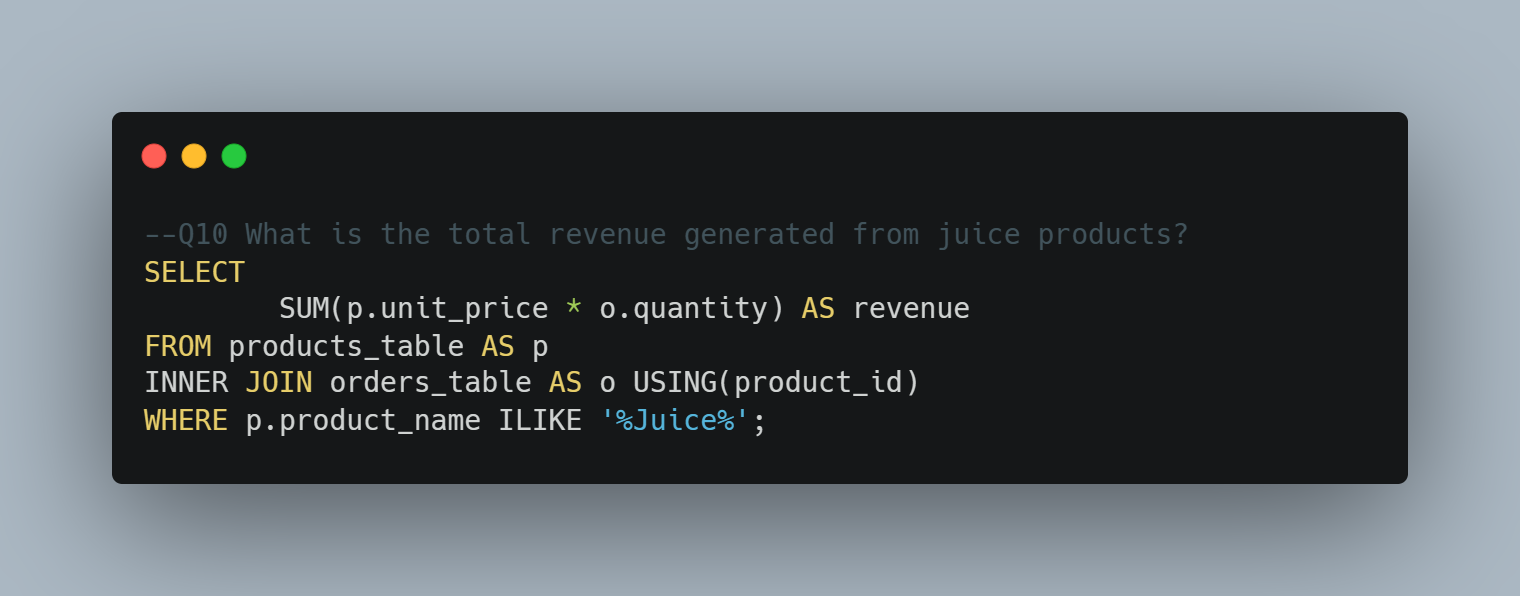 --Q10 What is the total revenue generated from juice products?
SELECT
        SUM(p.unit_price * o.quantity) AS revenue
FROM products_table AS p
INNER JOIN orders_table AS o USING(product_id)
WHERE p.product_name ILIKE '%Juice%';